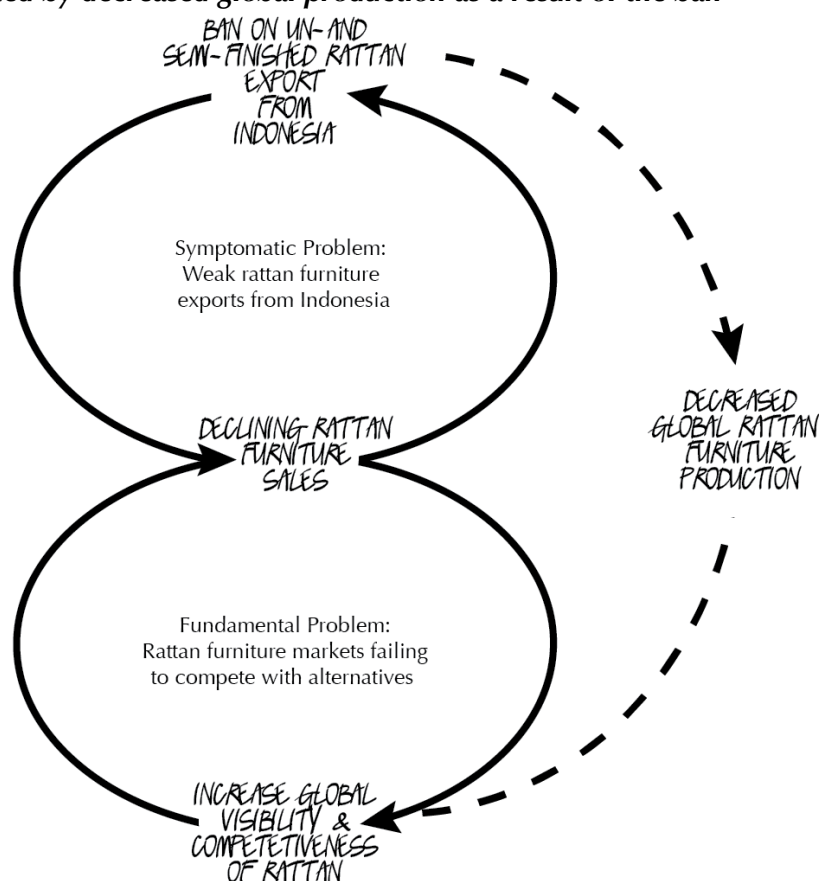 by decreased global production as a result of the ban
BAN ON UN- AND
SEMI-FINISHED RATTAN
EXPORT
FROM
INDONESIA
Symptomatic Problem:
Weak rattan furniture
exports from Indonesia
DECLINING RATTAN
FURNITURE
SALES
DECREASED
GLOBAL RATTAN
FURNITURE
PRODUCTION
Fundamental Problem:
Rattan furniture markets failing
to compete with alternatives
INCREASE GLOBAL
VISIBILITY &
COMPETETIVENESS
OF RATTAN